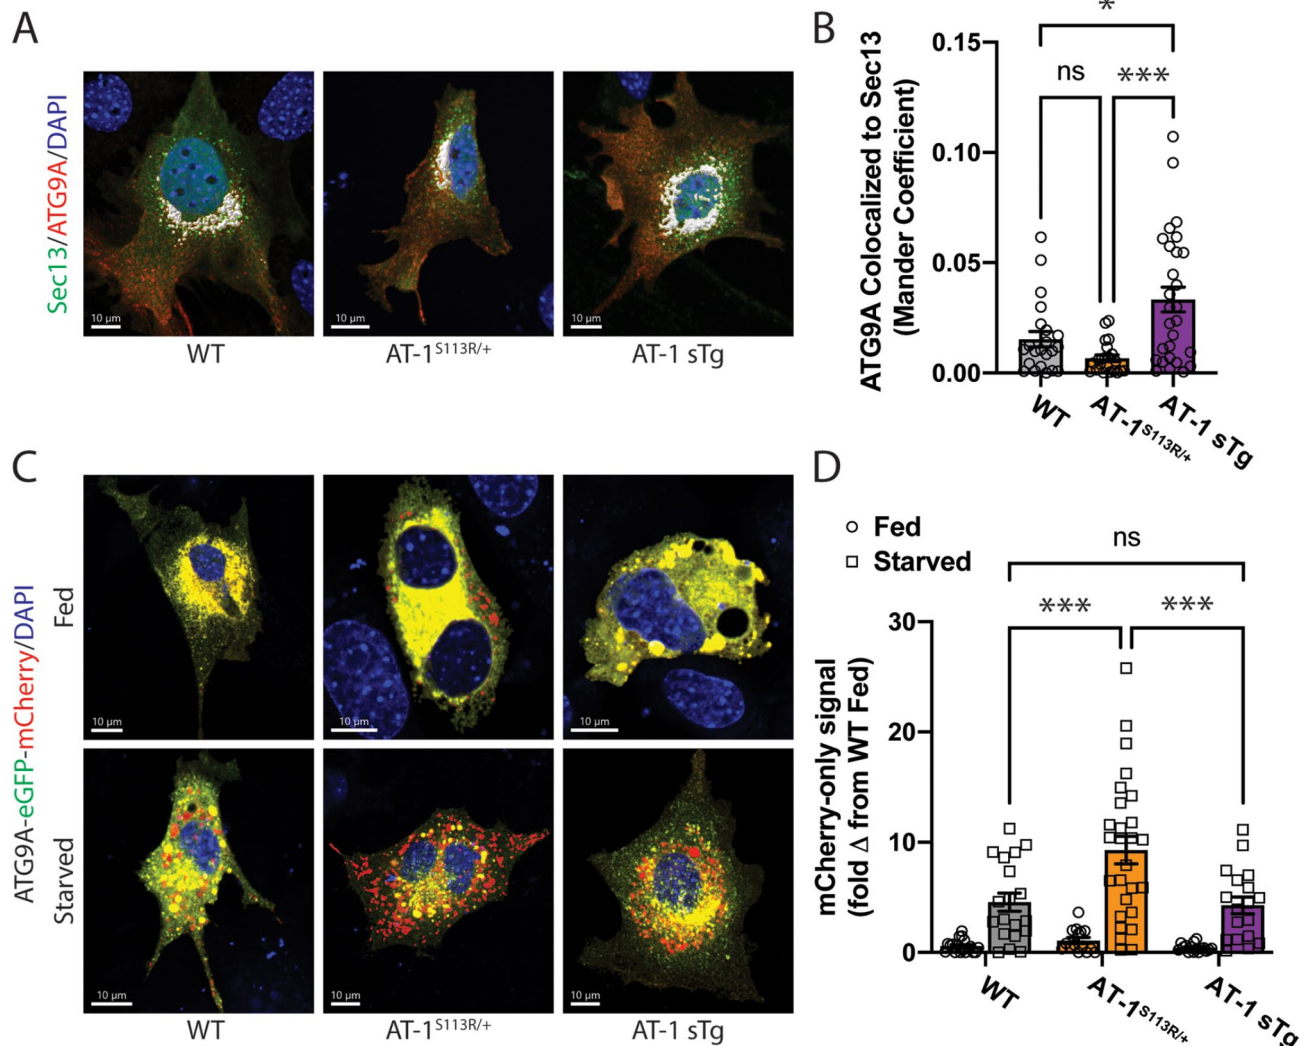 A
Sec13/ATG9A/DAPI
10 µm
10 µm
10 µm
WT
AT-1S113R/+
AT-1 sTg
B
ATG9A Colocalized to Sec13
(Mander Coefficient)
*
ns
***
0.15
0.10
0.05
0.00
WT
AT-1S113R/+
AT-1 sTg
C
ATG9A-eGFP-mCherry/DAPI
Fed
10 µm
10 µm
10 µm
Starved
10 µm
10 µm
10 µm
WT
AT-1S113R/+
AT-1 sTg
D
Fed
Starved
ns
***
***
mCherry-only signal
(fold Δ from WT Fed)
30
20
10
0
WT
AT-1S113R/+
AT-1 sTg